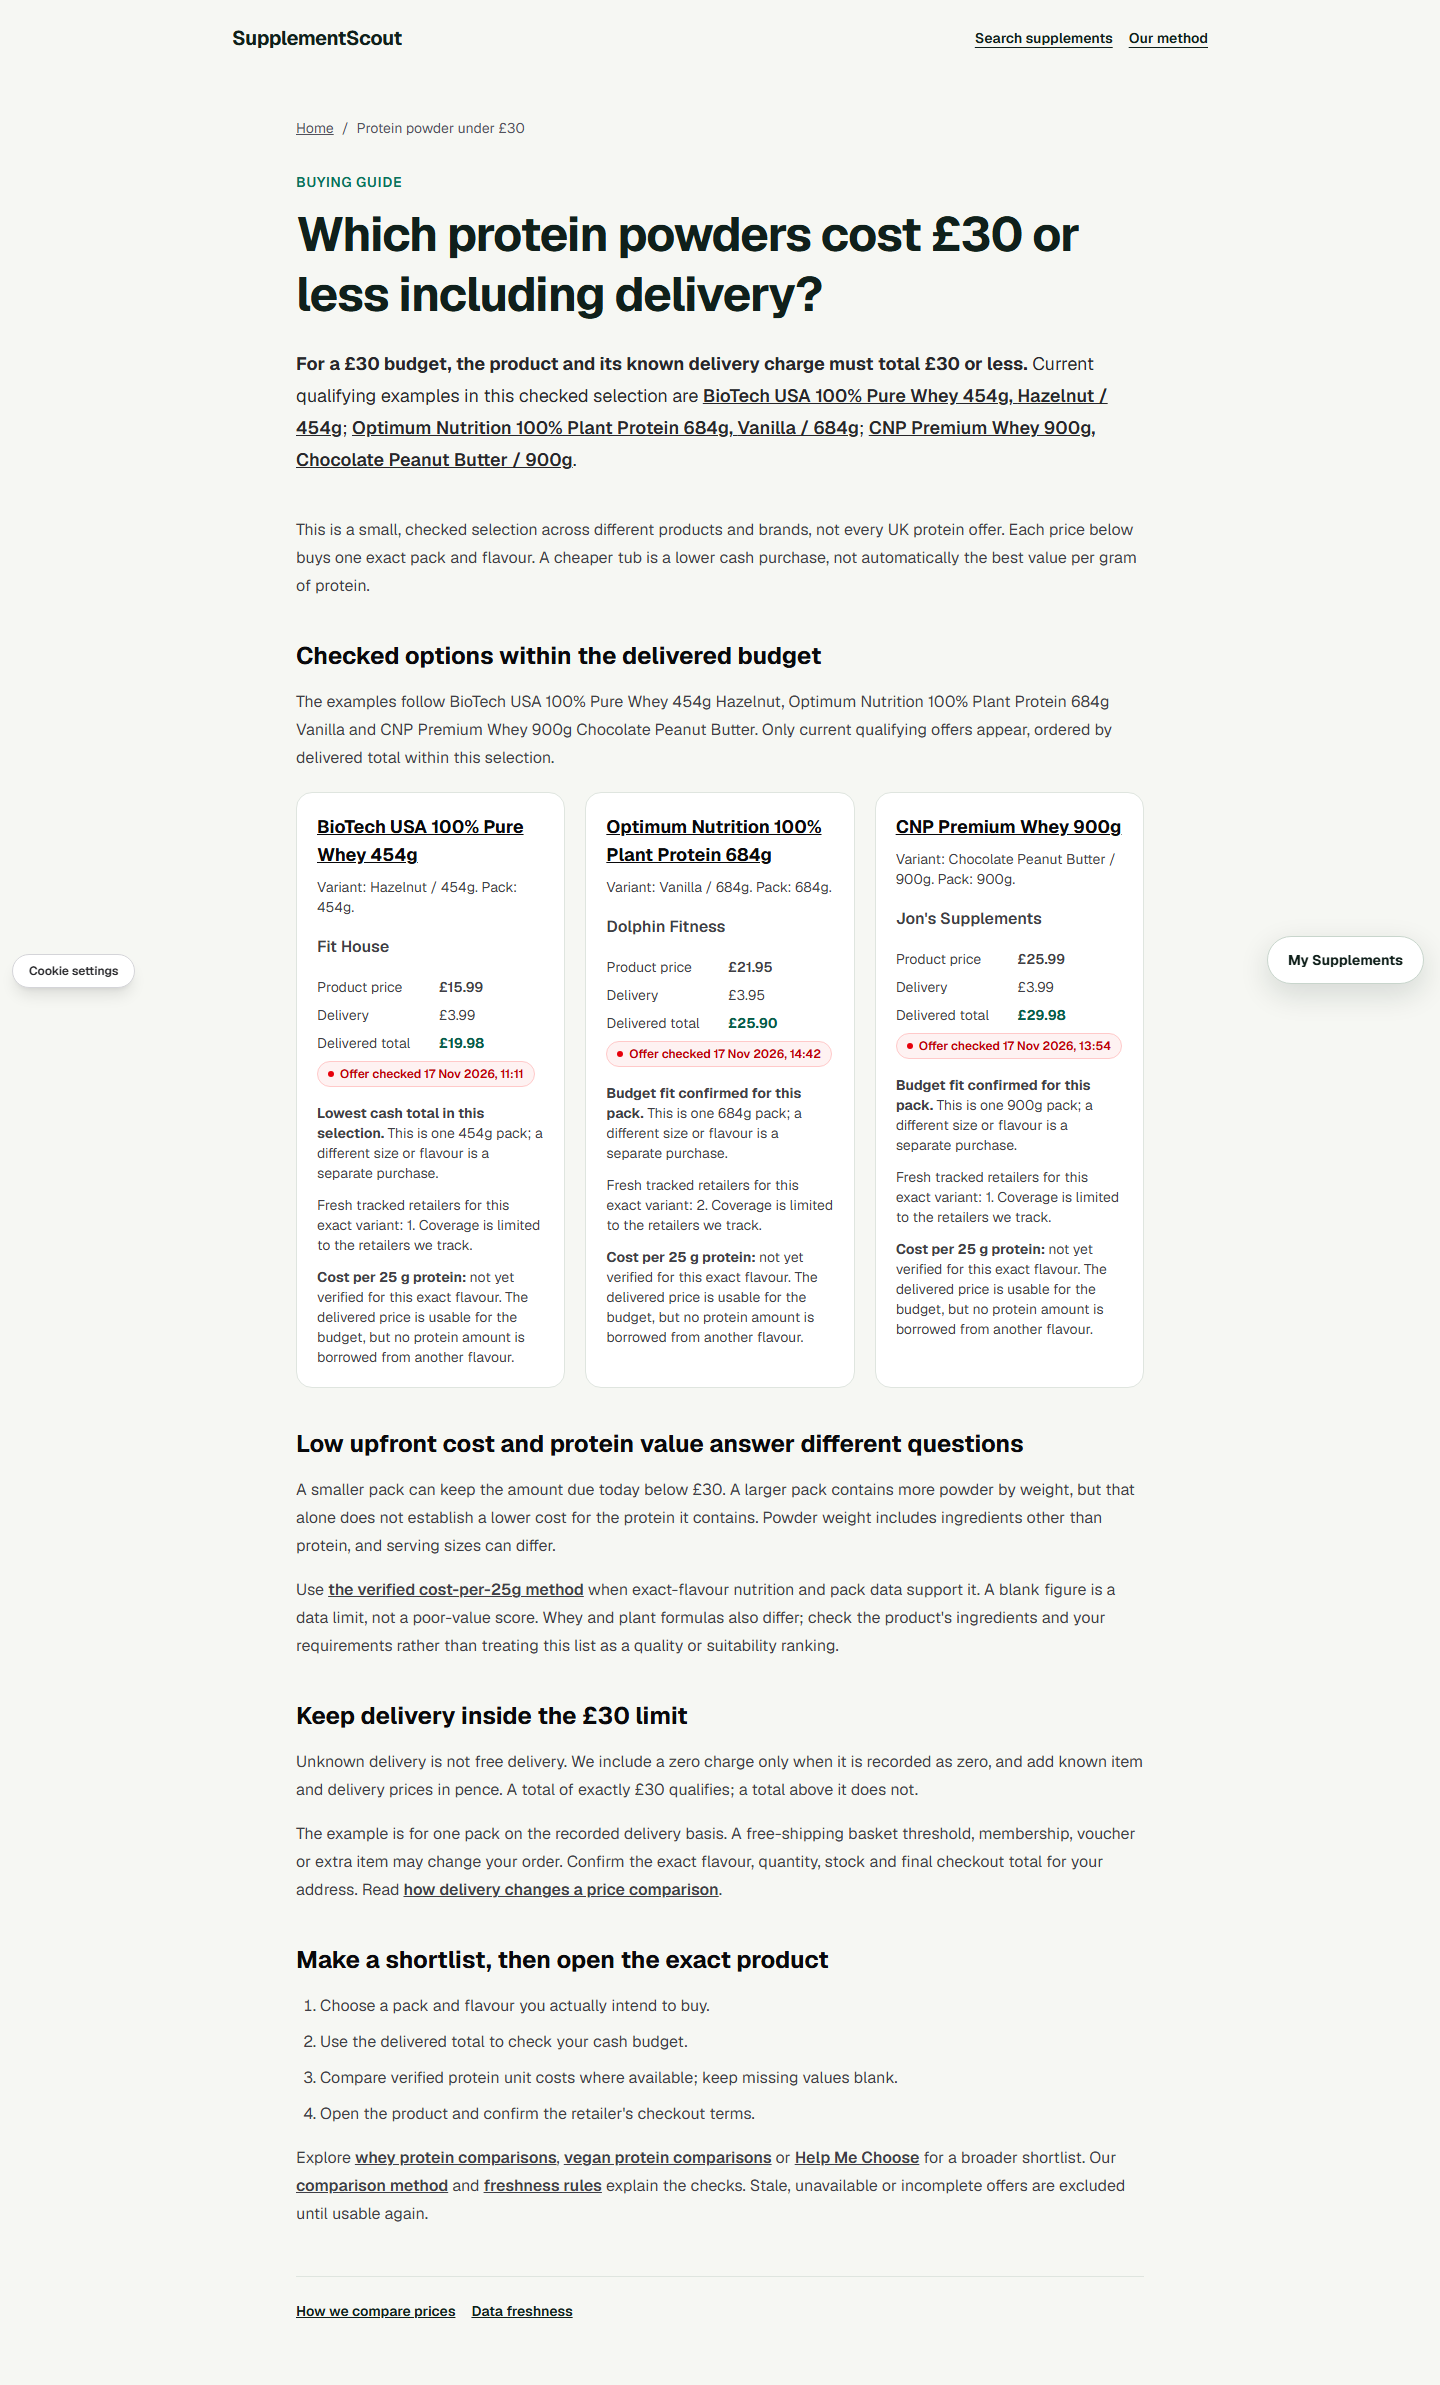 SupplementScout
Search supplements Our method
Home / Protein powder under £30
BUYING GUIDE
Which protein powders cost £30 or
less including delivery?
For a £30 budget, the product and its known delivery charge must total £30 or less. Current
qualifying examples in this checked selection are BioTech USA 100% Pure Whey 454g, Hazelnut /
454g; Optimum Nutrition 100% Plant Protein 684g, Vanilla / 684g; CNP Premium Whey 900g,
Chocolate Peanut Butter / 900g.
This is a small, checked selection across different products and brands, not every UK protein offer. Each price below
buys one exact pack and flavour. A cheaper tub is a lower cash purchase, not automatically the best value per gram
of protein.
Checked options within the delivered budget
The examples follow BioTech USA 100% Pure Whey 454g Hazelnut, Optimum Nutrition 100% Plant Protein 684g
Vanilla and CNP Premium Whey 900g Chocolate Peanut Butter. Only current qualifying offers appear, ordered by
delivered total within this selection.
BioTech USA 100% Pure
Whey 454g
Variant: Hazelnut / 454g. Pack:
454g.
Fit House
Product price £15.99
Delivery £3.99
Delivered total £19.98
Offer checked 17 Nov 2026, 11:11
Lowest cash total in this
selection. This is one 454g pack; a
different size or flavour is a
separate purchase.
Fresh tracked retailers for this
exact variant: 1. Coverage is limited
to the retailers we track.
Cost per 25 g protein: not yet
verified for this exact flavour. The
delivered price is usable for the
budget, but no protein amount is
borrowed from another flavour.
Optimum Nutrition 100%
Plant Protein 684g
Variant: Vanilla / 684g. Pack: 684g.
Dolphin Fitness
Product price £21.95
Delivery £3.95
Delivered total £25.90
Offer checked 17 Nov 2026, 14:42
Budget fit confirmed for this
pack. This is one 684g pack; a
different size or flavour is a
separate purchase.
Fresh tracked retailers for this
exact variant: 2. Coverage is limited
to the retailers we track.
Cost per 25 g protein: not yet
verified for this exact flavour. The
delivered price is usable for the
budget, but no protein amount is
borrowed from another flavour.
CNP Premium Whey 900g
Variant: Chocolate Peanut Butter /
900g. Pack: 900g.
Jon's Supplements
Product price £25.99
Delivery £3.99
Delivered total £29.98
Offer checked 17 Nov 2026, 13:54
Budget fit confirmed for this
pack. This is one 900g pack; a
different size or flavour is a
separate purchase.
Fresh tracked retailers for this
exact variant: 1. Coverage is limited
to the retailers we track.
Cost per 25 g protein: not yet
verified for this exact flavour. The
delivered price is usable for the
budget, but no protein amount is
borrowed from another flavour.
Cookie settings
My Supplements
Low upfront cost and protein value answer different questions
A smaller pack can keep the amount due today below £30. A larger pack contains more powder by weight, but that
alone does not establish a lower cost for the protein it contains. Powder weight includes ingredients other than
protein, and serving sizes can differ.
Use the verified cost-per-25g method when exact-flavour nutrition and pack data support it. A blank figure is a
data limit, not a poor-value score. Whey and plant formulas also differ; check the product's ingredients and your
requirements rather than treating this list as a quality or suitability ranking.
Keep delivery inside the £30 limit
Unknown delivery is not free delivery. We include a zero charge only when it is recorded as zero, and add known item
and delivery prices in pence. A total of exactly £30 qualifies; a total above it does not.
The example is for one pack on the recorded delivery basis. A free-shipping basket threshold, membership, voucher
or extra item may change your order. Confirm the exact flavour, quantity, stock and final checkout total for your
address. Read how delivery changes a price comparison.
Make a shortlist, then open the exact product
1. Choose a pack and flavour you actually intend to buy.
2. Use the delivered total to check your cash budget.
3. Compare verified protein unit costs where available; keep missing values blank.
4. Open the product and confirm the retailer's checkout terms.
Explore whey protein comparisons, vegan protein comparisons or Help Me Choose for a broader shortlist. Our
comparison method and freshness rules explain the checks. Stale, unavailable or incomplete offers are excluded
until usable again.
How we compare prices Data freshness